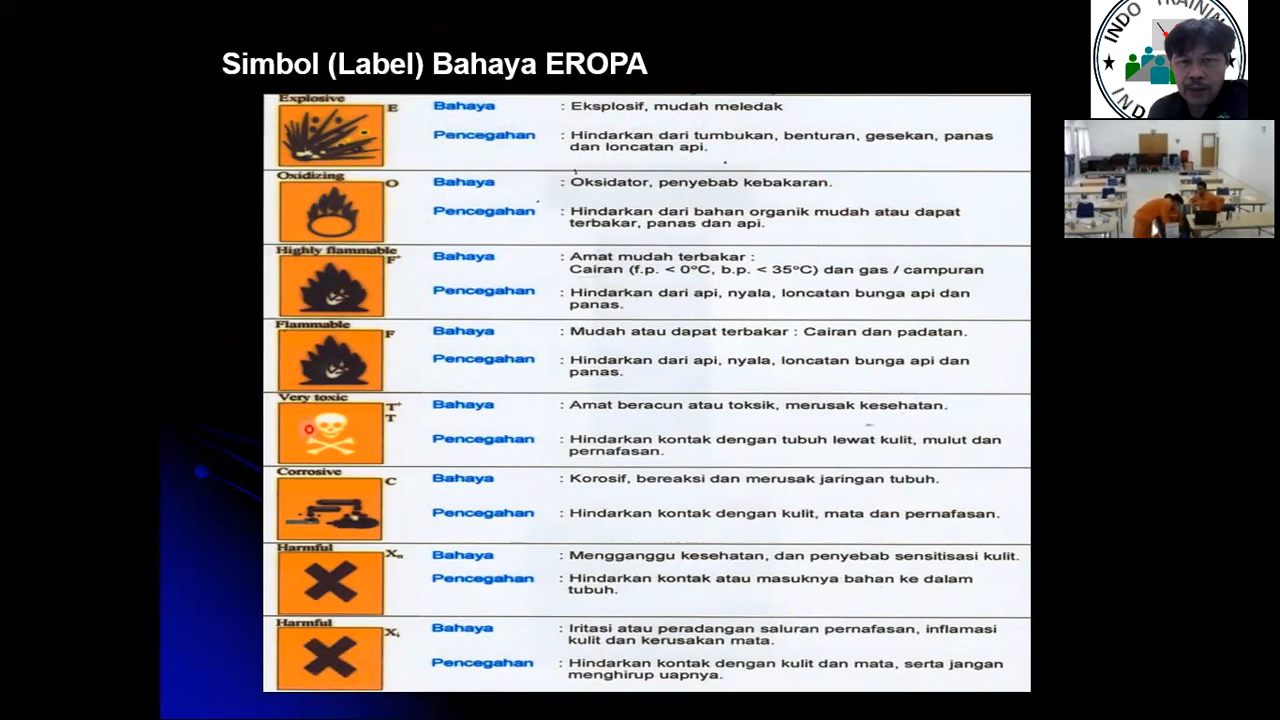 Simbol (Label) Bahaya EROPA
INDO TRAINING
INDO
Explosive
E
Bahaya : Eksplosif, mudah meledak
Pencegahan : Hindarkan dari tumbukan, benturan, gesekan, panas
dan loncatan api.
Oxidizing
O
Bahaya : Oksidator, penyebab kebakaran.
Pencegahan : Hindarkan dari bahan organik mudah atau dapat
terbakar, panas dan api.
Highly flammable
F+
Bahaya : Amat mudah terbakar :
Cairan (f.p. < 0°C, b.p. < 35°C) dan gas / campuran
Pencegahan : Hindarkan dari api, nyala, loncatan bunga api dan
panas.
Flammable
F
Bahaya : Mudah atau dapat terbakar : Cairan dan padatan.
Pencegahan : Hindarkan dari api, nyala, loncatan bunga api dan
panas.
Very toxic
T+
T
Bahaya : Amat beracun atau toksik, merusak kesehatan.
Pencegahan : Hindarkan kontak dengan tubuh lewat kulit, mulut dan
pernafasan.
Corrosive
C
Bahaya : Korosif, bereaksi dan merusak jaringan tubuh.
Pencegahan : Hindarkan kontak dengan kulit, mata dan pernafasan.
Harmful
Xn
Bahaya : Mengganggu kesehatan, dan penyebab sensitisasi kulit.
Pencegahan : Hindarkan kontak atau masuknya bahan ke dalam
tubuh.
Harmful
Xi
Bahaya : Iritasi atau peradangan saluran pernafasan, inflamasi
kulit dan kerusakan mata.
Pencegahan : Hindarkan kontak dengan kulit dan mata, serta jangan
menghirup uapnya.